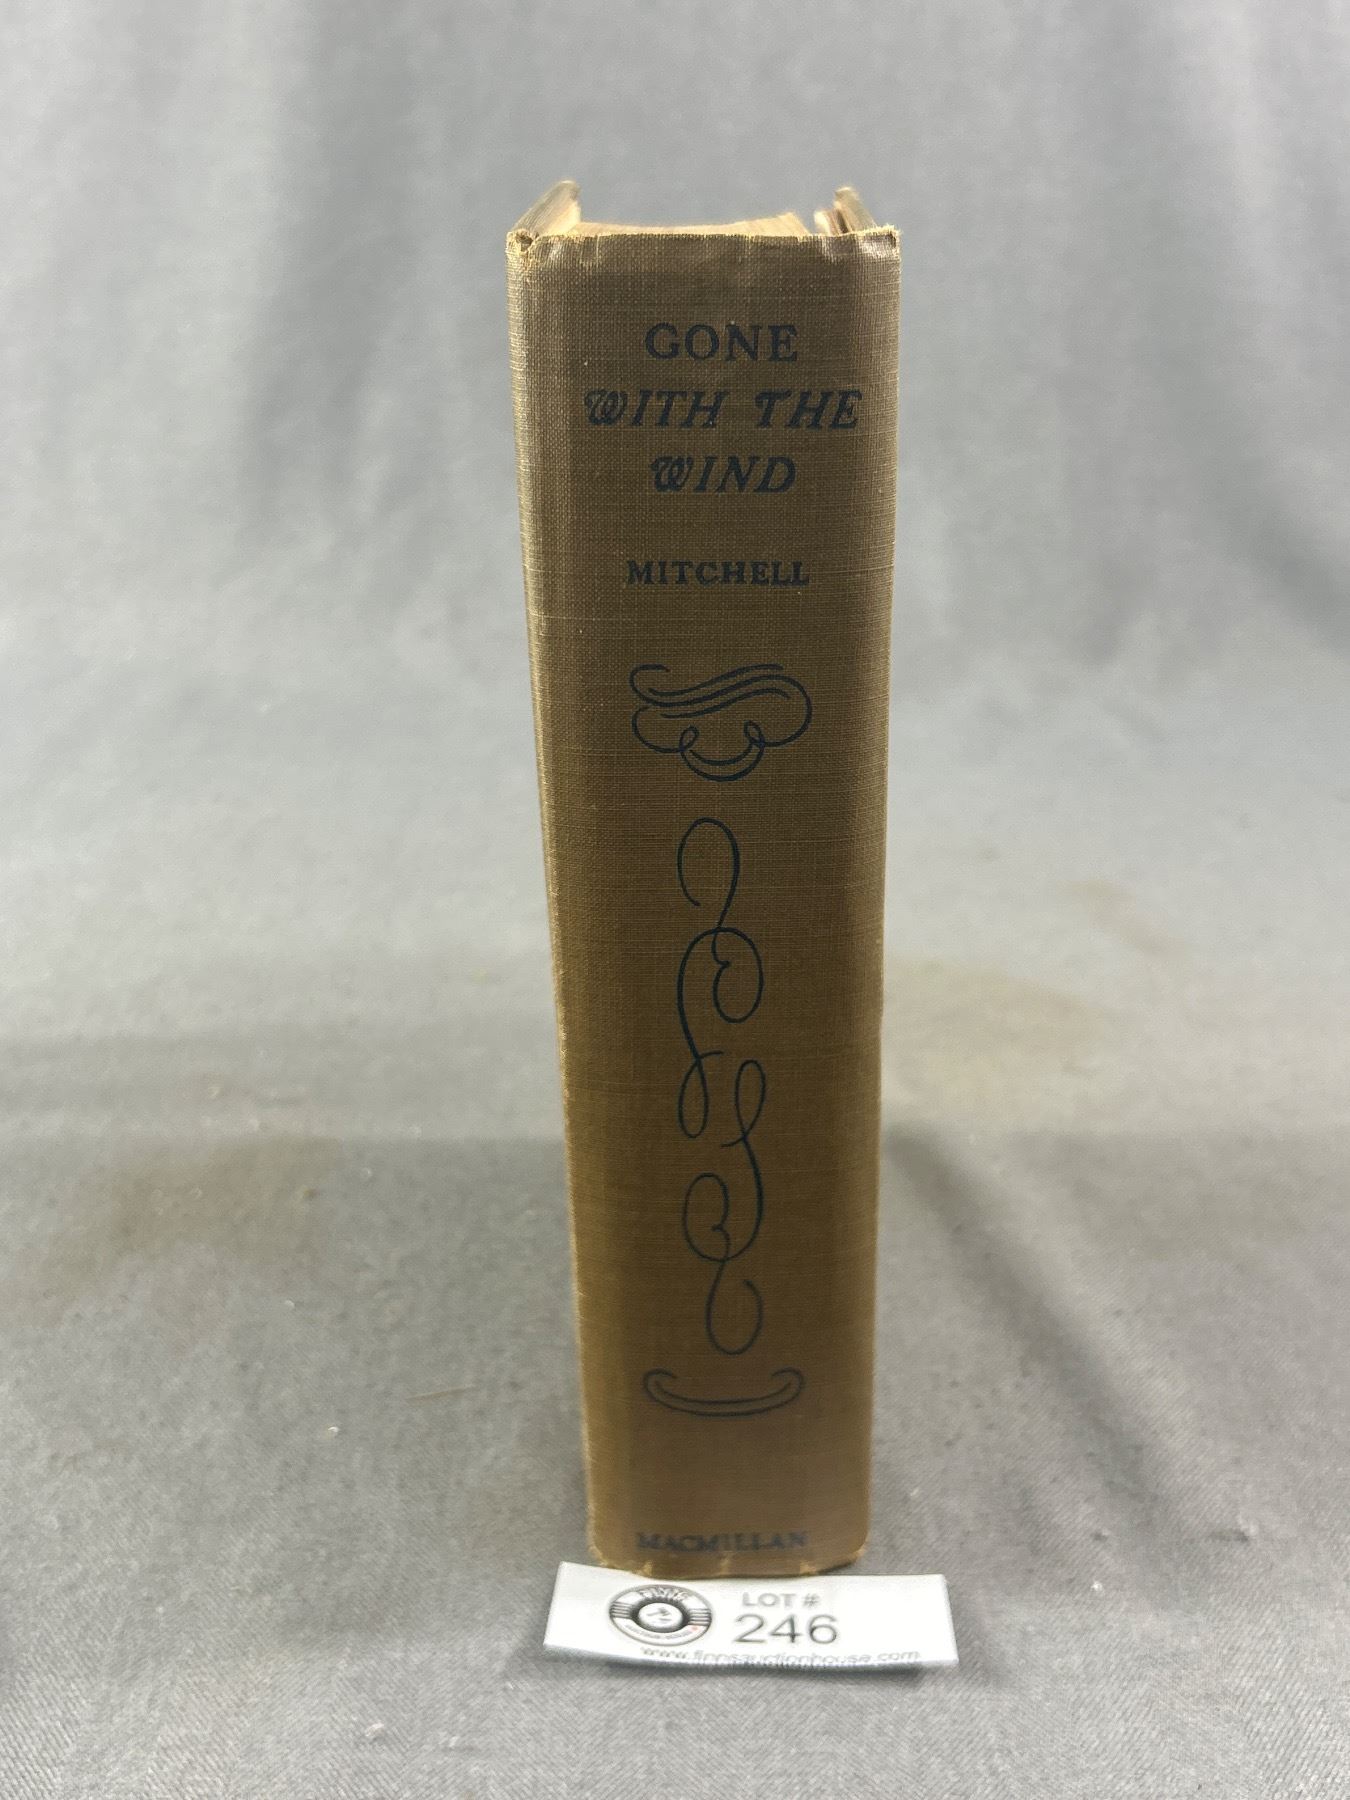 GONE
WITH THE
WIND
MITCHELL
MACMILLAN
LOT #
246
www.finnsauctionhouse.com